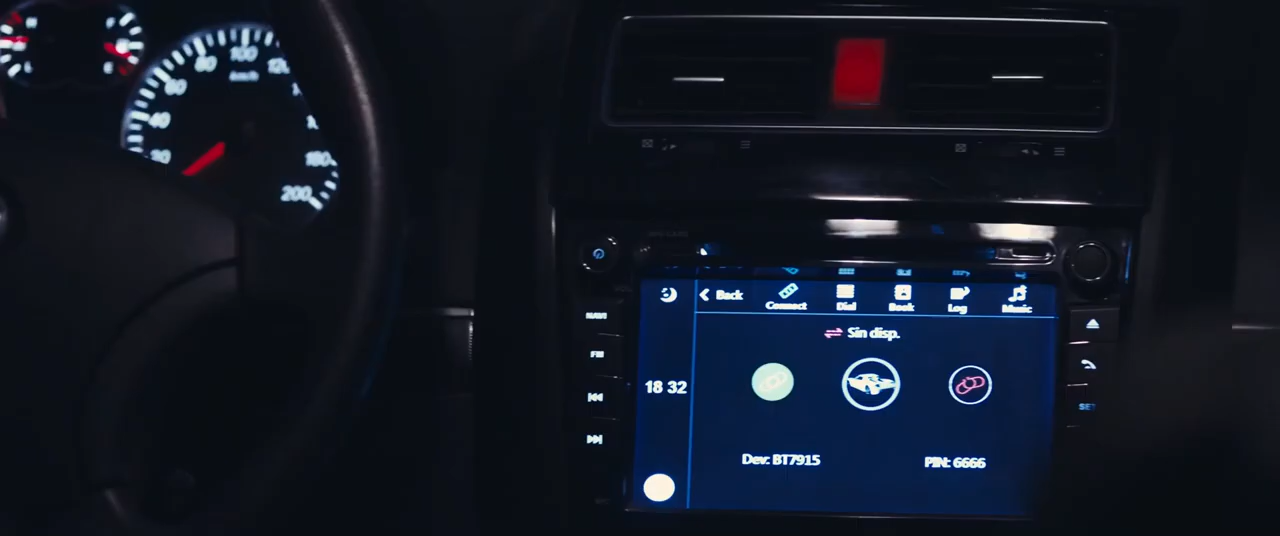 80 100 120
km/h
60
40
20
180
200
NAVI
FM
SET
Back
Connect
Dial
Book
Log
Music
Sin disp.
18 32
Dev: BT7915
PIN: 6666